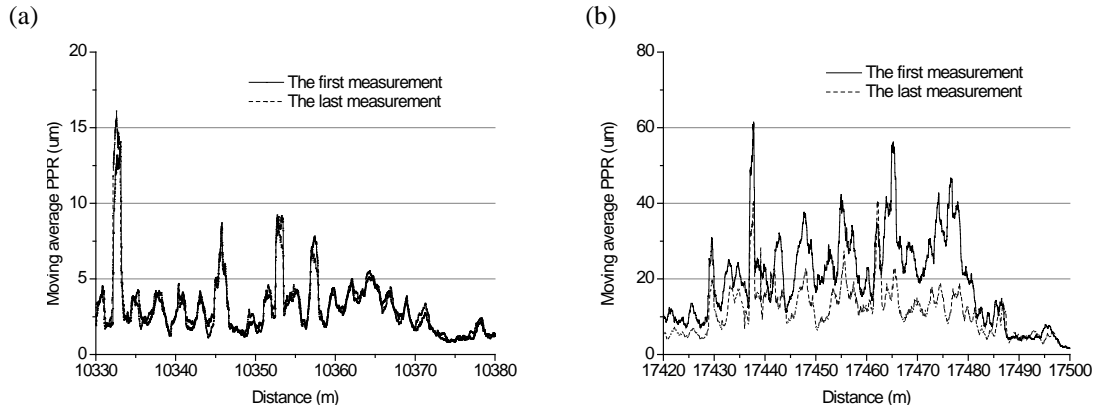 (a)
20
15
10
5
0
Moving average PPR (um)
The first measurement
The last measurement
10330 10340 10350 10360 10370 10380
Distance (m)
(b)
80
60
40
20
0
Moving average PPR (um)
The first measurement
The last measurement
17420 17430 17440 17450 17460 17470 17480 17490 17500
Distance (m)